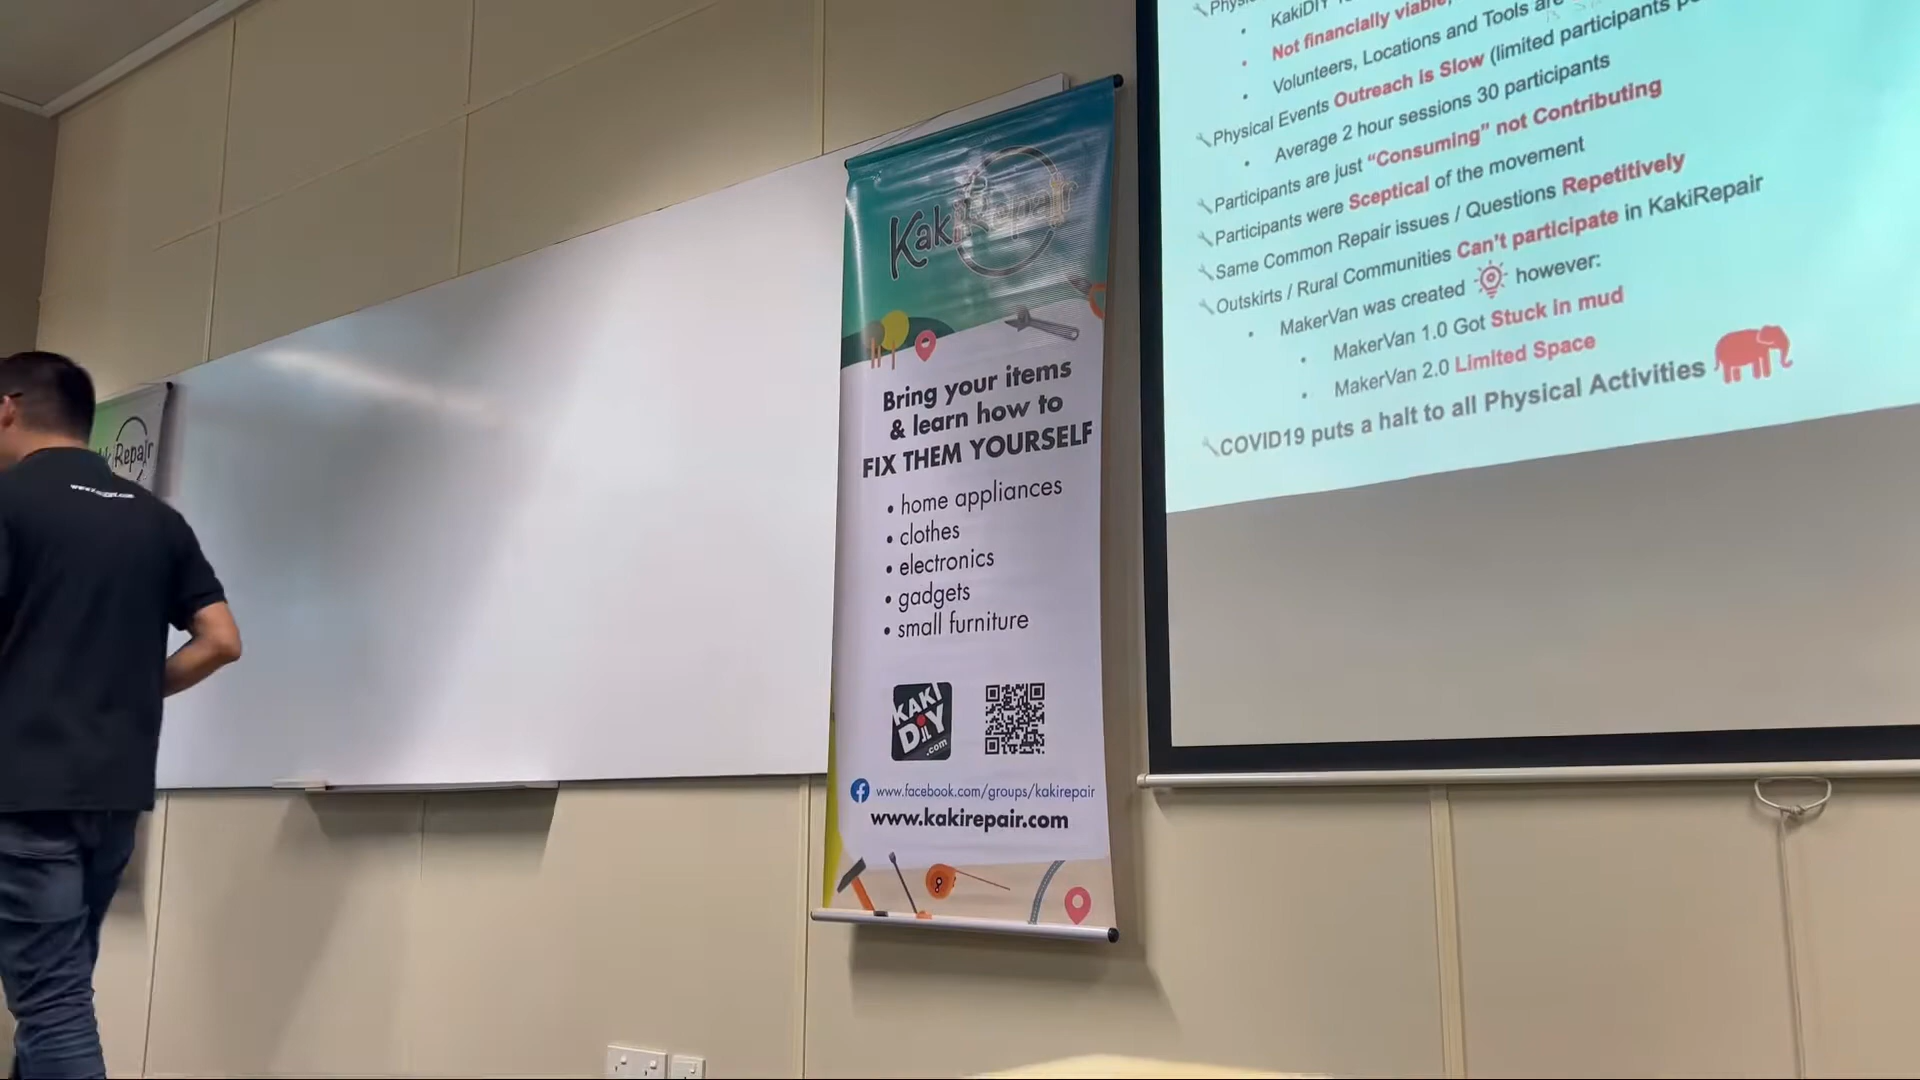 KakiRepair
Repair
Bring your items
& learn how to
FIX THEM YOURSELF
• home appliances
• clothes
• electronics
• gadgets
• small furniture
KAKI
DiY
.com
www.facebook.com/groups/kakirepair
www.kakirepair.com
KakiDIY
• Not financially viable,
• Volunteers, Locations and Tools are
Physical Events Outreach is Slow (limited participants
• Average 2 hour sessions 30 participants
Participants are just "Consuming" not Contributing
Participants were Sceptical of the movement
Same Common Repair issues / Questions Repetitively
Outskirts / Rural Communities Can't participate in KakiRepair
• MakerVan was created however:
• MakerVan 1.0 Got Stuck in mud
• MakerVan 2.0 Limited Space
COVID19 puts a halt to all Physical Activities